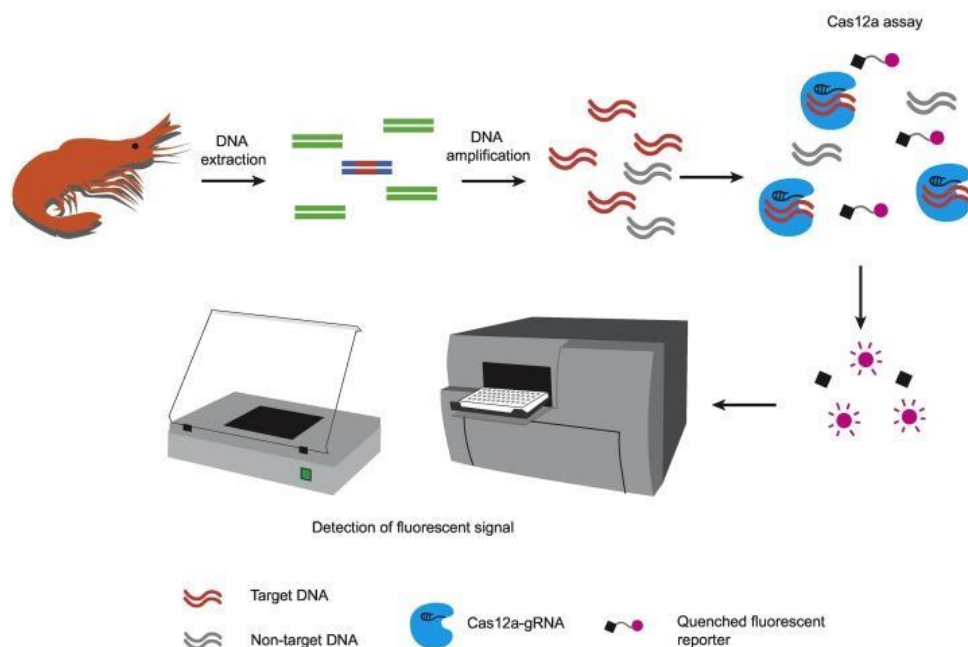 Cas12a assay
DNA
extraction
DNA
amplification
Detection of fluorescent signal
Target DNA
Non-target DNA
Cas12a-gRNA
Quenched fluorescent
reporter